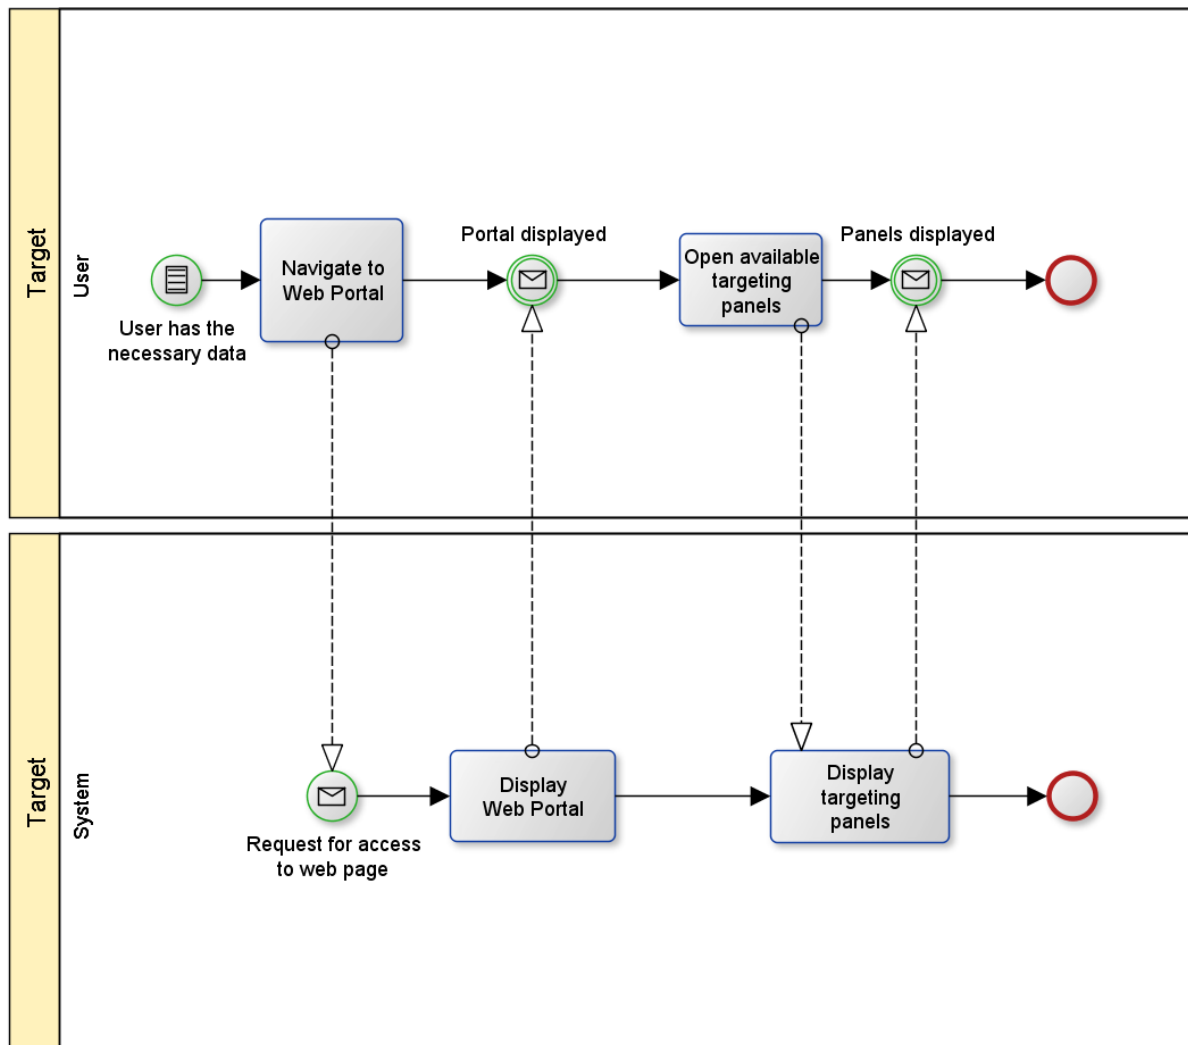 Target
User
User has the
necessary data
Navigate to
Web Portal
Portal displayed
Open available
targeting
panels
Panels displayed
Target
System
Request for access
to web page
Display
Web Portal
Display
targeting
panels